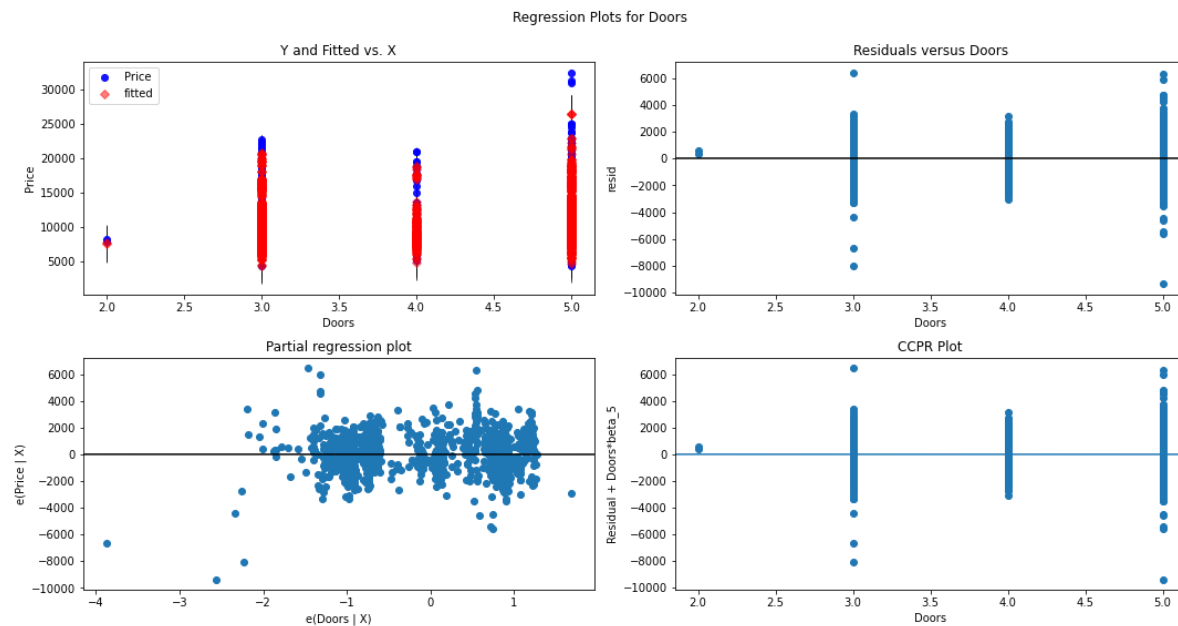 Regression Plots for Doors
Y and Fitted vs. X
Price
fitted
30000
25000
20000
15000
10000
5000
Price
2.0 2.5 3.0 3.5 4.0 4.5 5.0
Doors
Residuals versus Doors
6000
4000
2000
0
−2000
−4000
−6000
−8000
−10000
resid
2.0 2.5 3.0 3.5 4.0 4.5 5.0
Doors
Partial regression plot
6000
4000
2000
0
−2000
−4000
−6000
−8000
−10000
e(Price | X)
−4 −3 −2 −1 0 1
e(Doors | X)
CCPR Plot
6000
4000
2000
0
−2000
−4000
−6000
−8000
−10000
Residual + Doors*beta_5
2.0 2.5 3.0 3.5 4.0 4.5 5.0
Doors